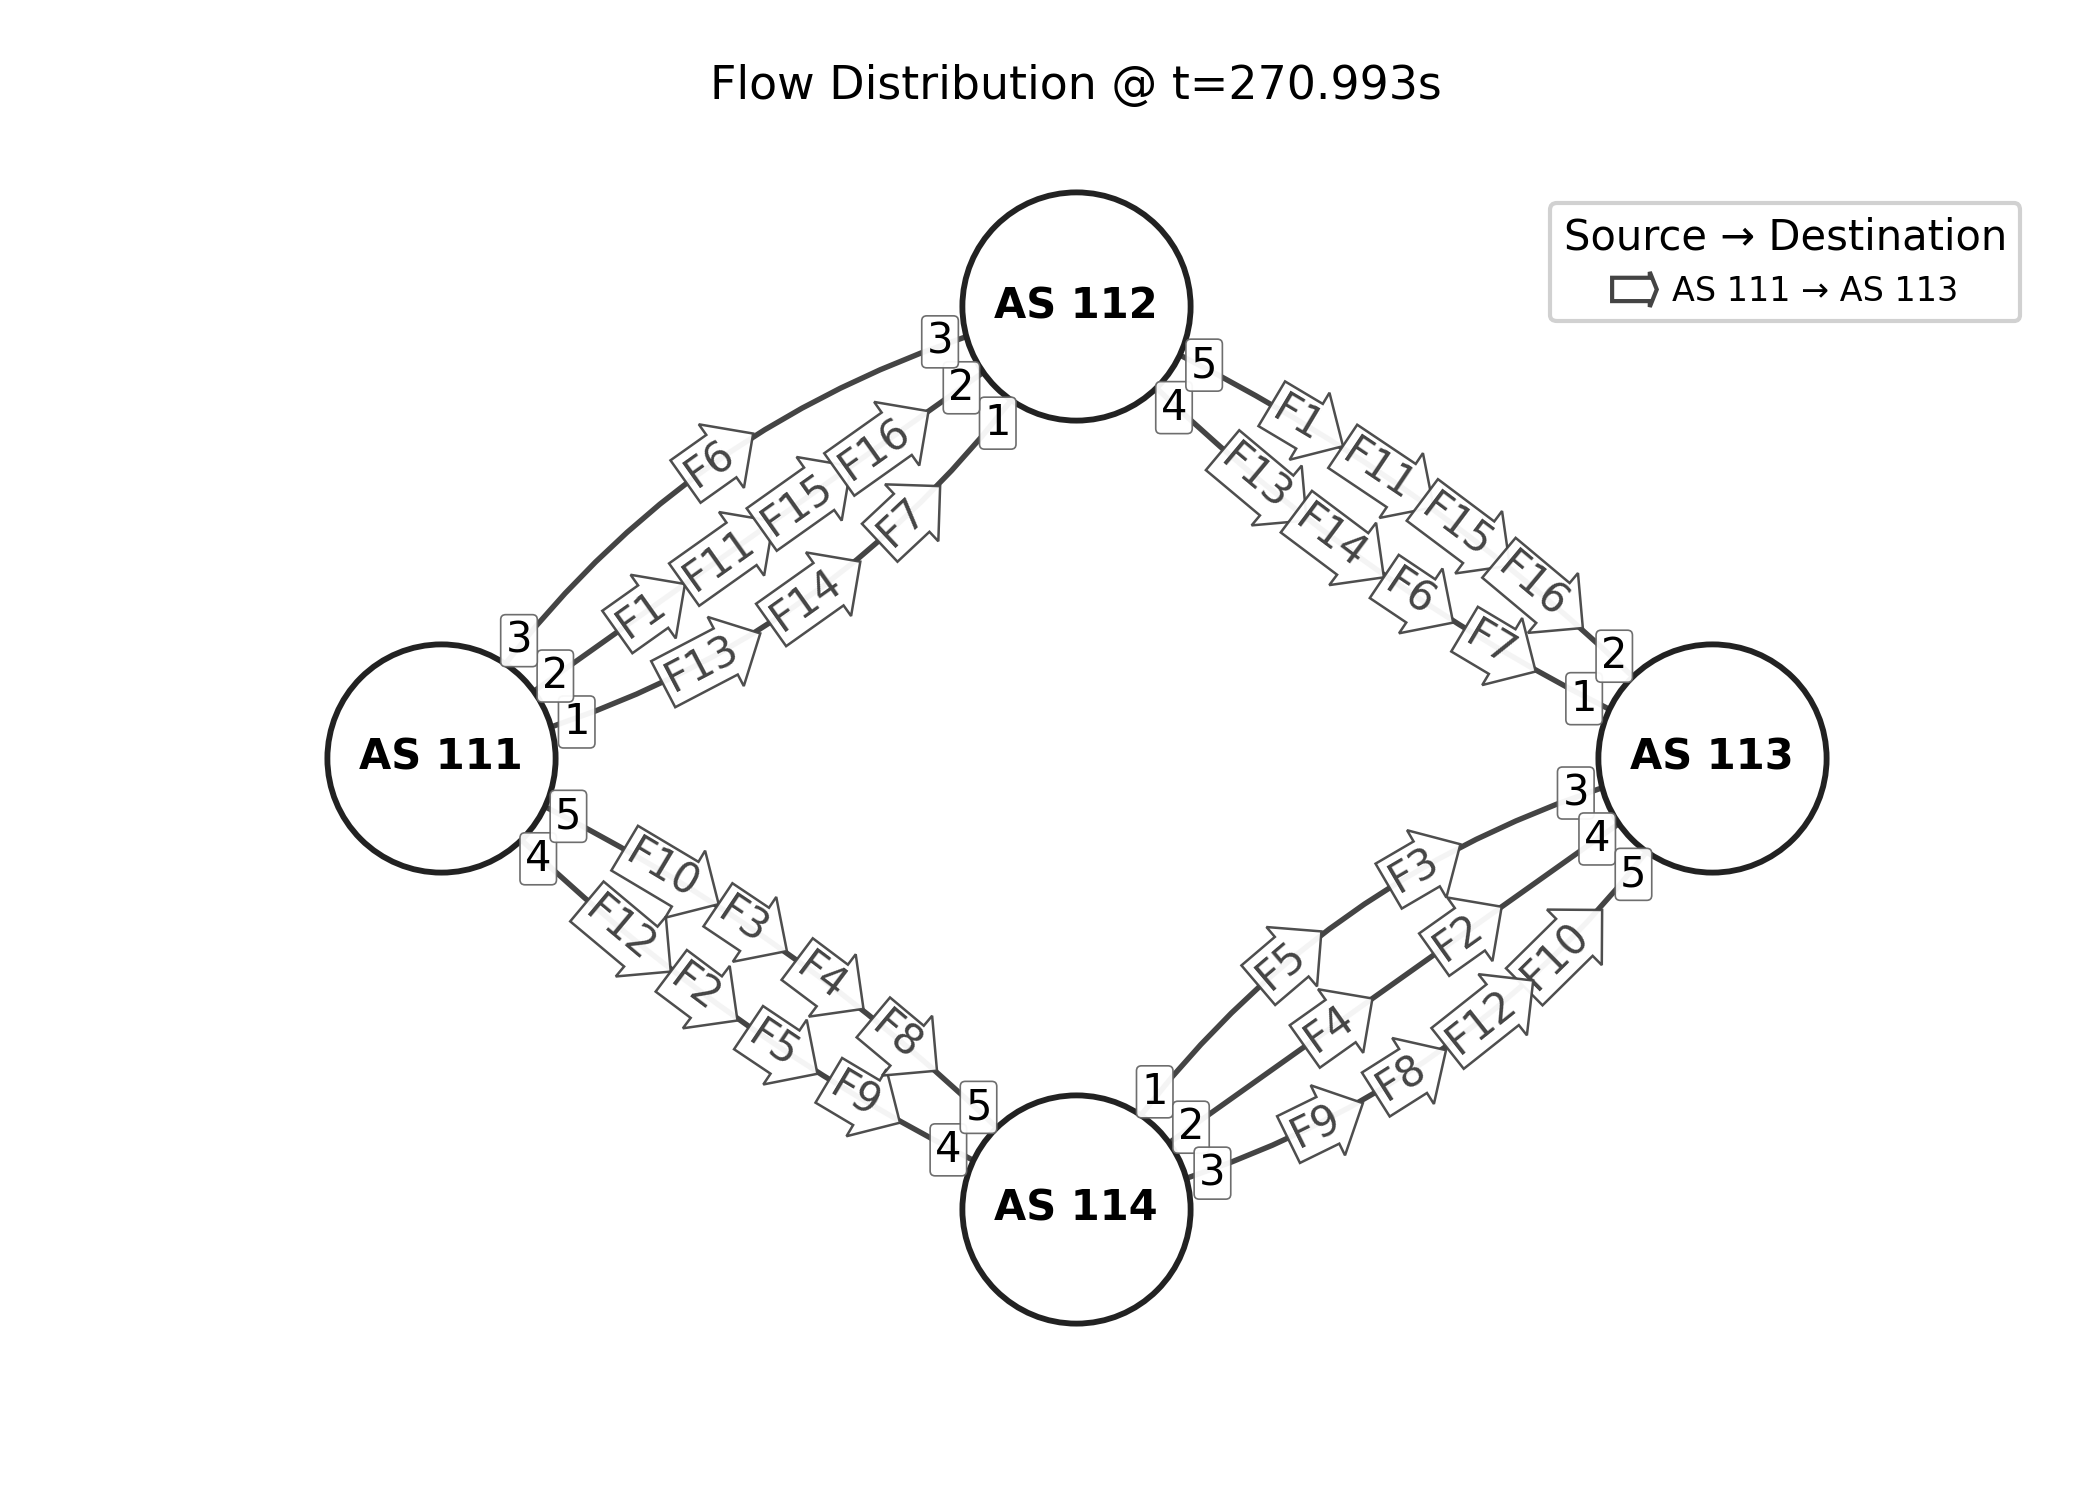 Flow Distribution @ t=270.993s
Source → Destination
AS 111 → AS 113
AS 112
3
2
1
5
4
F6
F1
F11
F15
F16
F13
F14
F7
F1
F11
F15
F16
F13
F14
F6
F7
3
2
1
2
1
AS 111
AS 113
5
4
3
4
5
F10
F3
F4
F8
F12
F2
F5
F9
F5
F3
F4
F2
F9
F8
F12
F10
5
4
1
2
3
AS 114